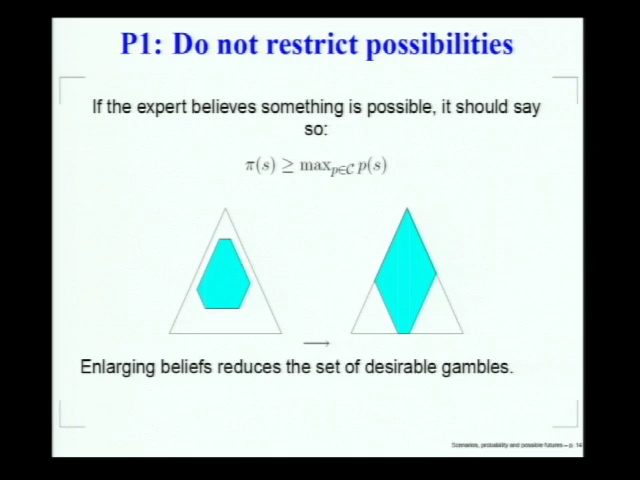 P1: Do not restrict possibilities
If the expert believes something is possible, it should say
so:
π(s) ≥ max_{p∈𝒞} p(s)
Enlarging beliefs reduces the set of desirable gambles.
Scenarios, probability and possible futures – p. 14